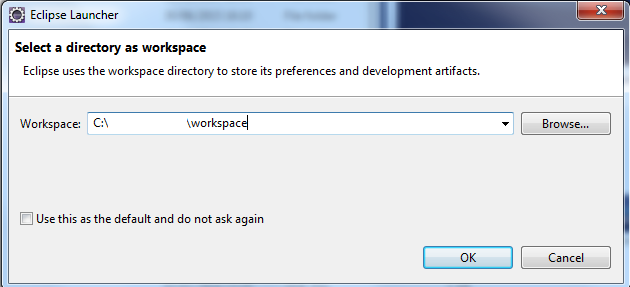 Eclipse Launcher
Select a directory as workspace
Eclipse uses the workspace directory to store its preferences and development artifacts.
Workspace: C:\ \workspace Browse...
Use this as the default and do not ask again
OK Cancel